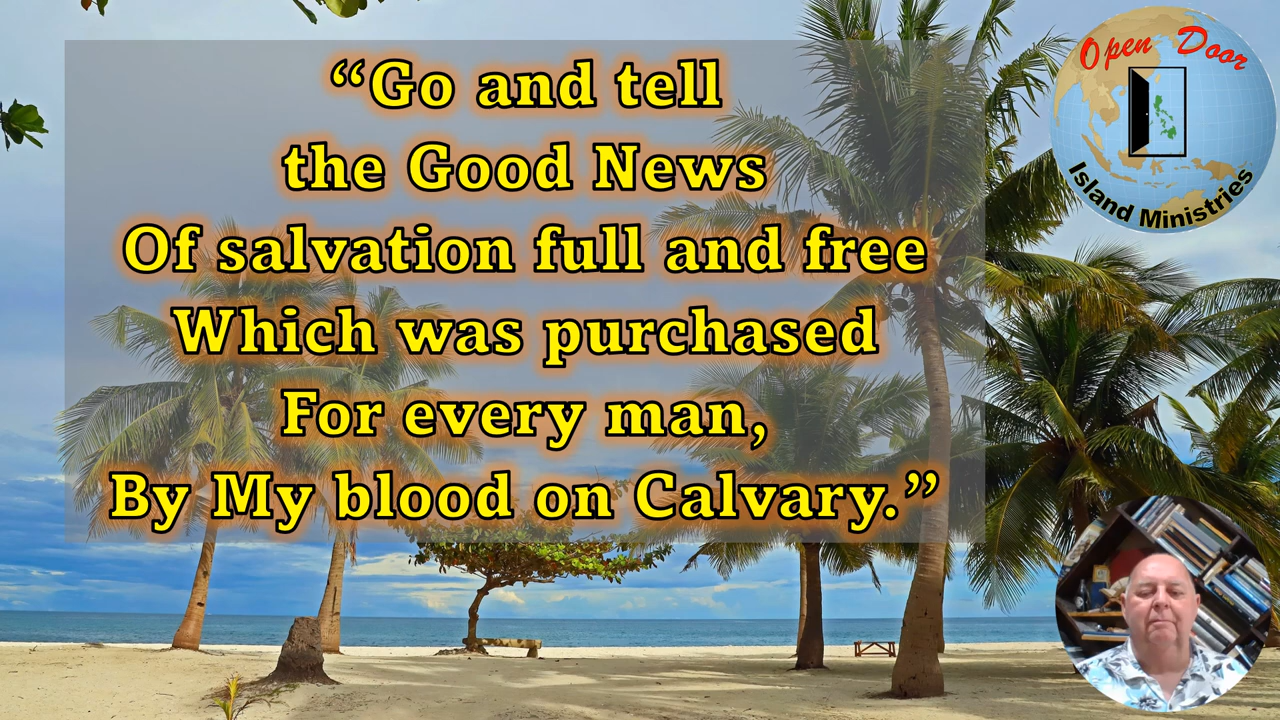 “Go and tell
the Good News
Of salvation full and free
Which was purchased
For every man,
By My blood on Calvary.”
Open Door
Island Ministries